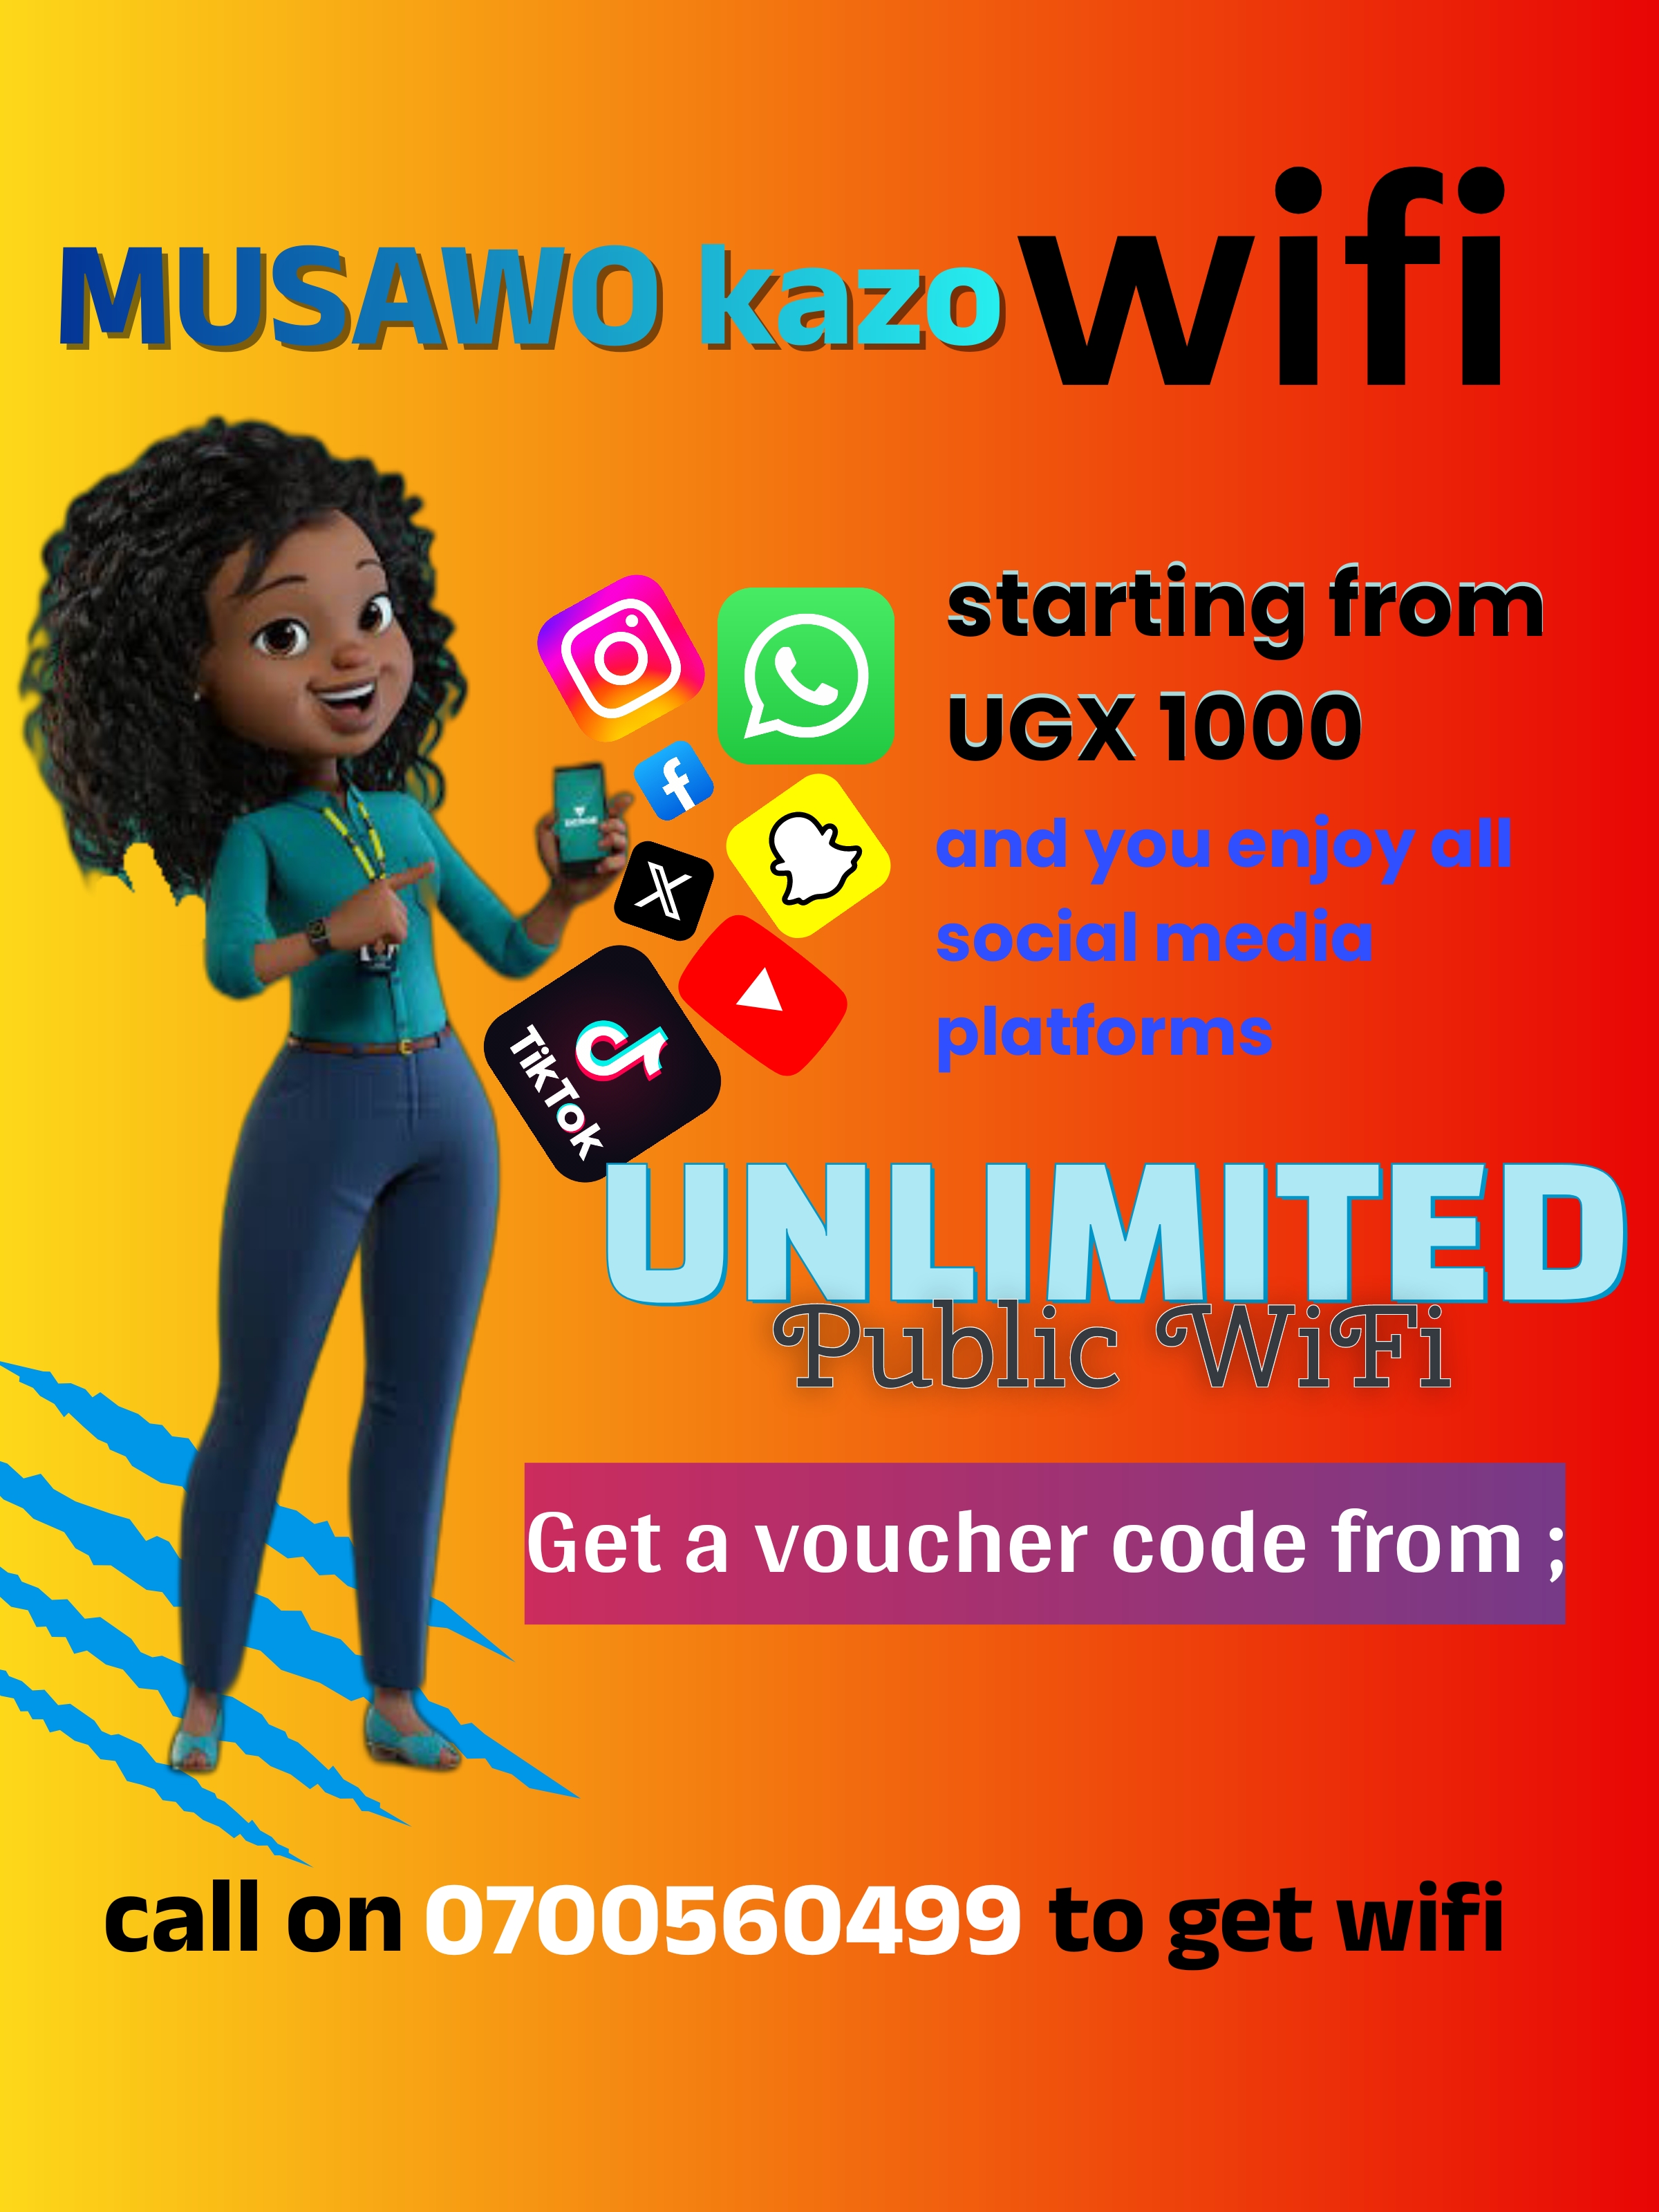 MUSAWO kazo wifi
starting from
UGX 1000
and you enjoy all
social media
platforms
TikTok
UNLIMITED
Public WiFi
Get a voucher code from ;
call on 0700560499 to get wifi